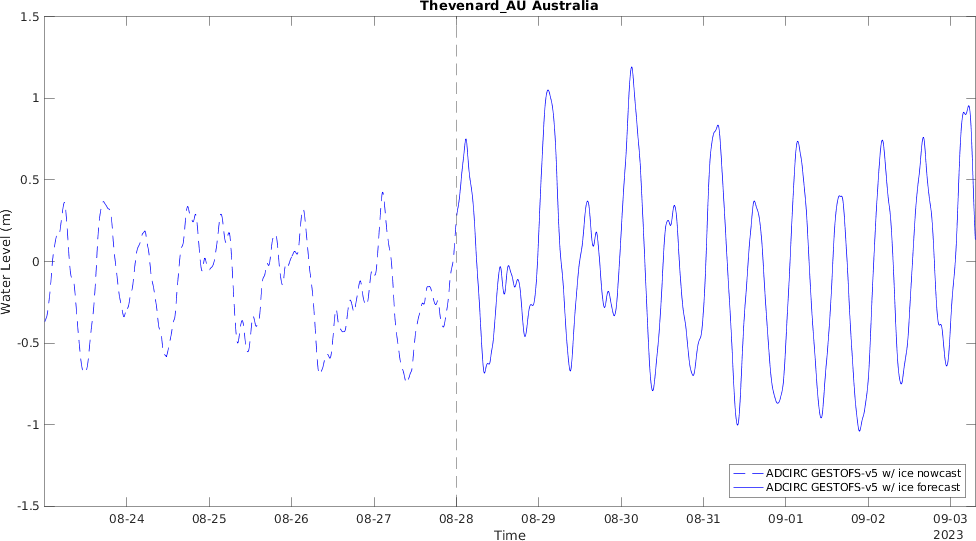 Thevenard_AU Australia
1.5
1
0.5
0
-0.5
-1
-1.5
Water Level (m)
ADCIRC GESTOFS-v5 w/ ice nowcast
ADCIRC GESTOFS-v5 w/ ice forecast
08-24 08-25 08-26 08-27 08-28 08-29 08-30 08-31 09-01 09-02 09-03
2023
Time